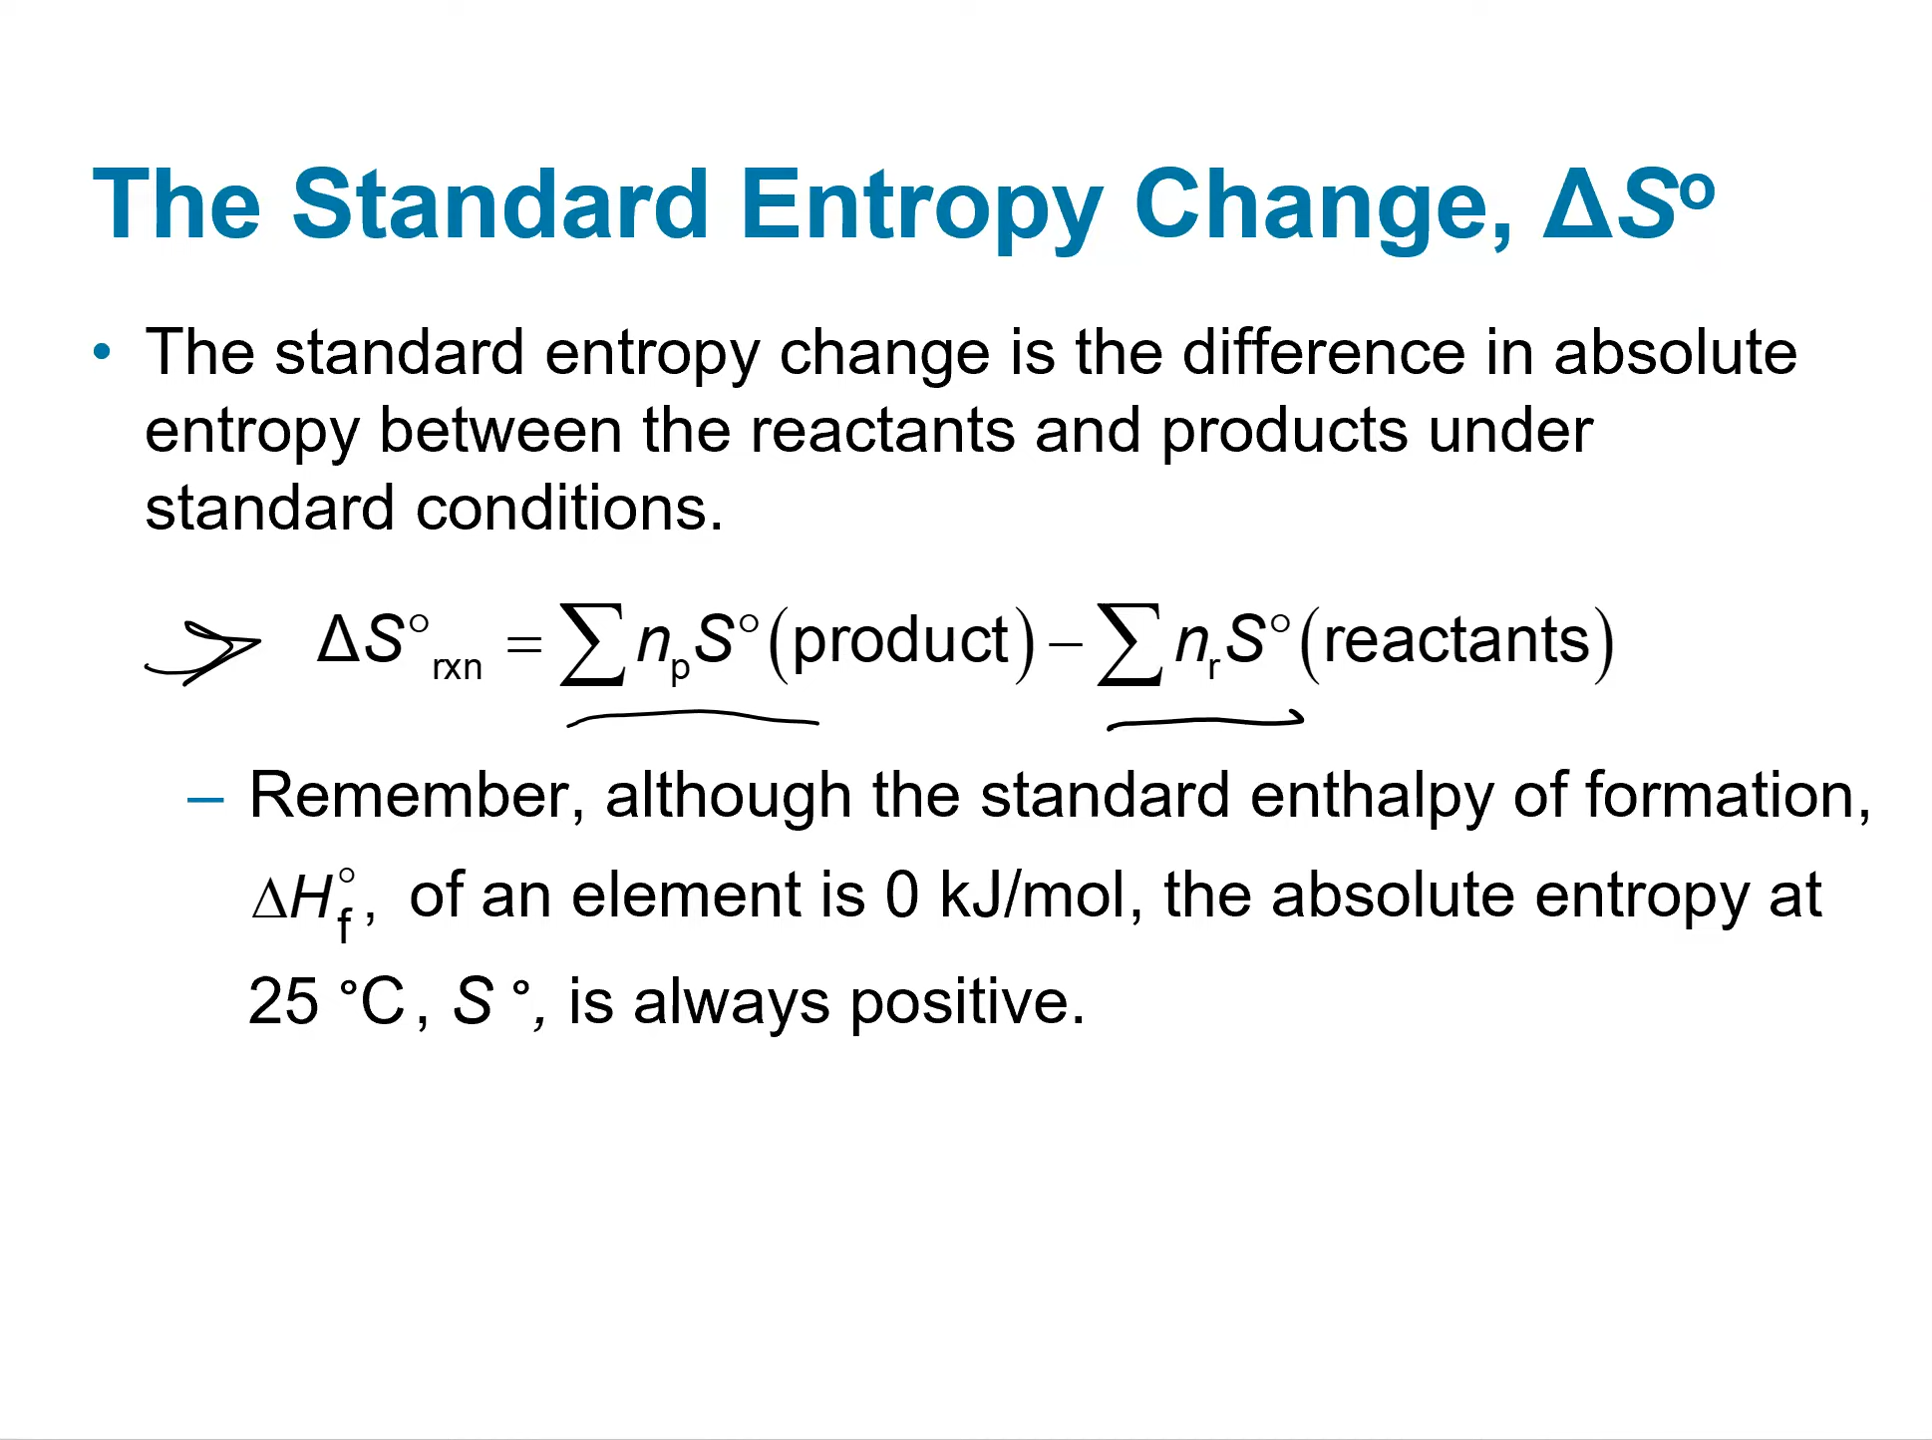 The Standard Entropy Change, ΔS°
• The standard entropy change is the difference in absolute
entropy between the reactants and products under
standard conditions.
ΔS°rxn = ∑npS°(product) − ∑nrS°(reactants)
– Remember, although the standard enthalpy of formation,
ΔH°f, of an element is 0 kJ/mol, the absolute entropy at
25 °C, S °, is always positive.